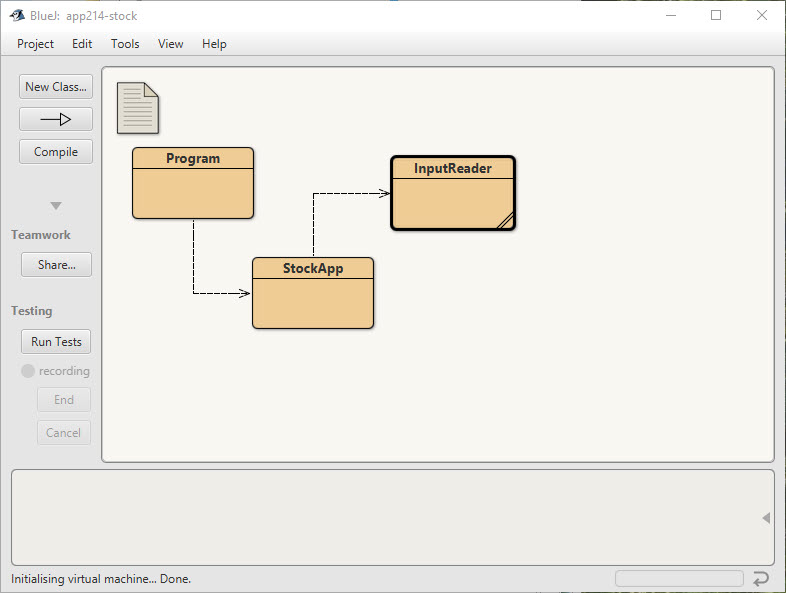 BlueJ:  app214-stock
Project Edit Tools View Help
New Class...
Compile
Teamwork
Share...
Testing
Run Tests
recording
End
Cancel
Program
InputReader
StockApp
Initialising virtual machine... Done.